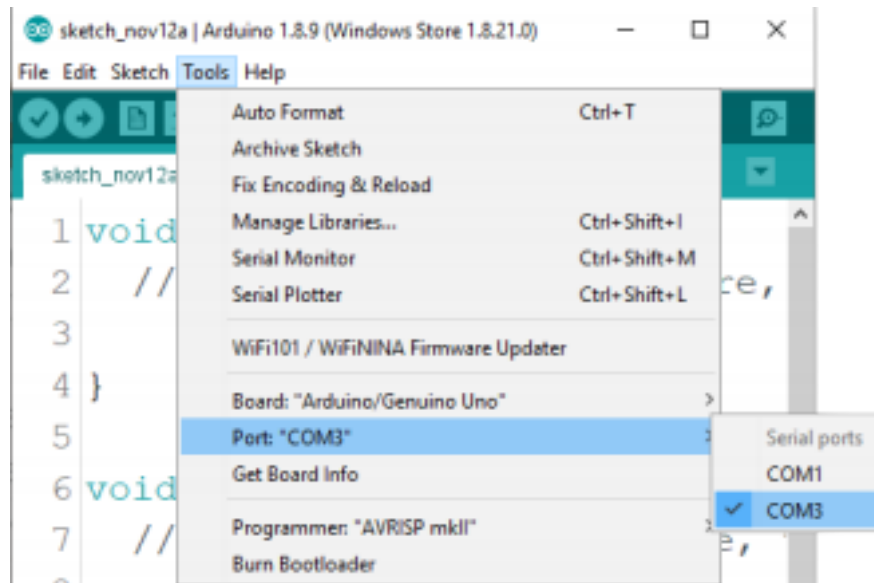 sketch_nov12a | Arduino 1.8.9 (Windows Store 1.8.21.0)
File Edit Sketch Tools Help
sketch_nov12a
Auto Format Ctrl+T
Archive Sketch
Fix Encoding & Reload
Manage Libraries... Ctrl+Shift+I
Serial Monitor Ctrl+Shift+M
Serial Plotter Ctrl+Shift+L
WiFi101 / WiFiNINA Firmware Updater
Board: "Arduino/Genuino Uno"
Port: "COM3"
Get Board Info
Programmer: "AVRISP mkII"
Burn Bootloader
Serial ports
COM1
COM3
1 void
2 // re,
3
4 }
5
6 void
7 // e,